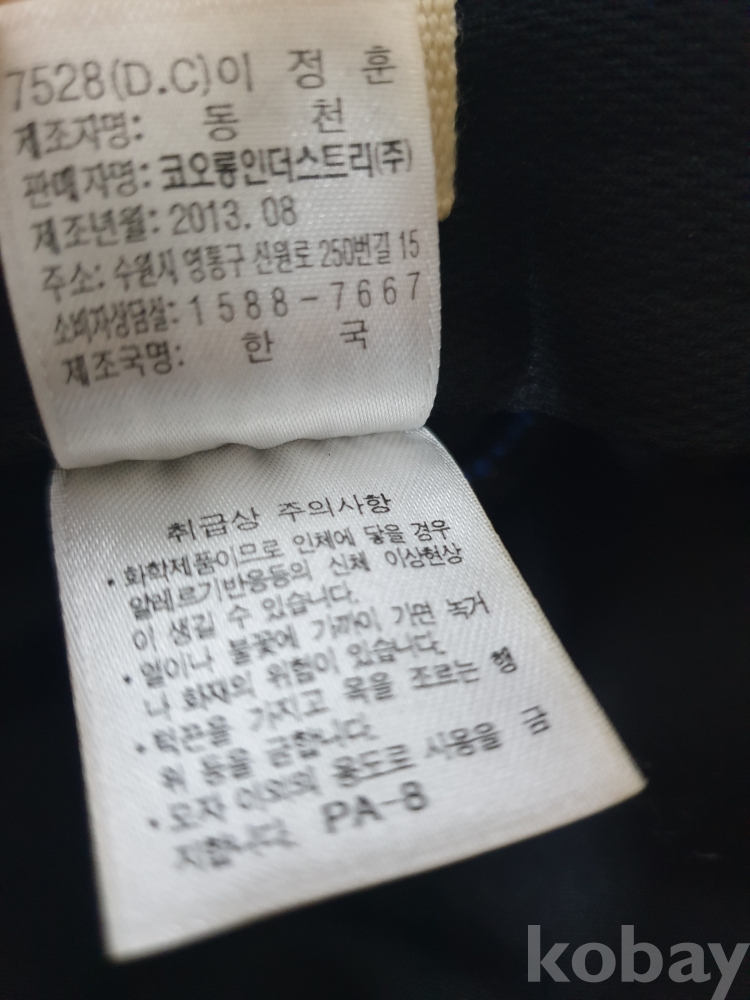 7528(D.C)이 정 훈
제조자명: 동 천
판매자명: 코오롱인더스트리(주)
제조년월: 2013. 08
주소: 수원시 영통구 신원로 250번길 15
소비자상담실: 1588-7667
제조국명: 한 국
취급상 주의사항
• 화학제품이므로 인체에 닿을 경우
알레르기반응등의 신체 이상현상
이 생길 수 있습니다.
• 열이나 불꽃에 가까이 가면 녹거
나 화재의 위험이 있습니다.
• 턱끈을 가지고 목을 조르는 행
위 등을 금합니다.
• 모자 이외의 용도로 사용을 금
지합니다. PA-8
kobay